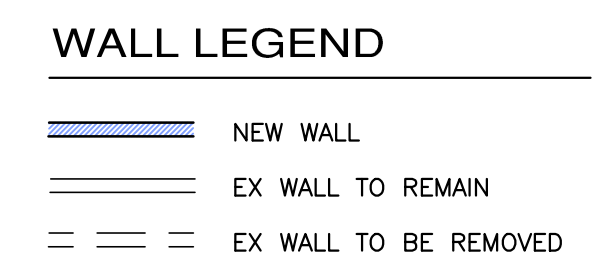 WALL LEGEND
NEW WALL
EX WALL TO REMAIN
EX WALL TO BE REMOVED